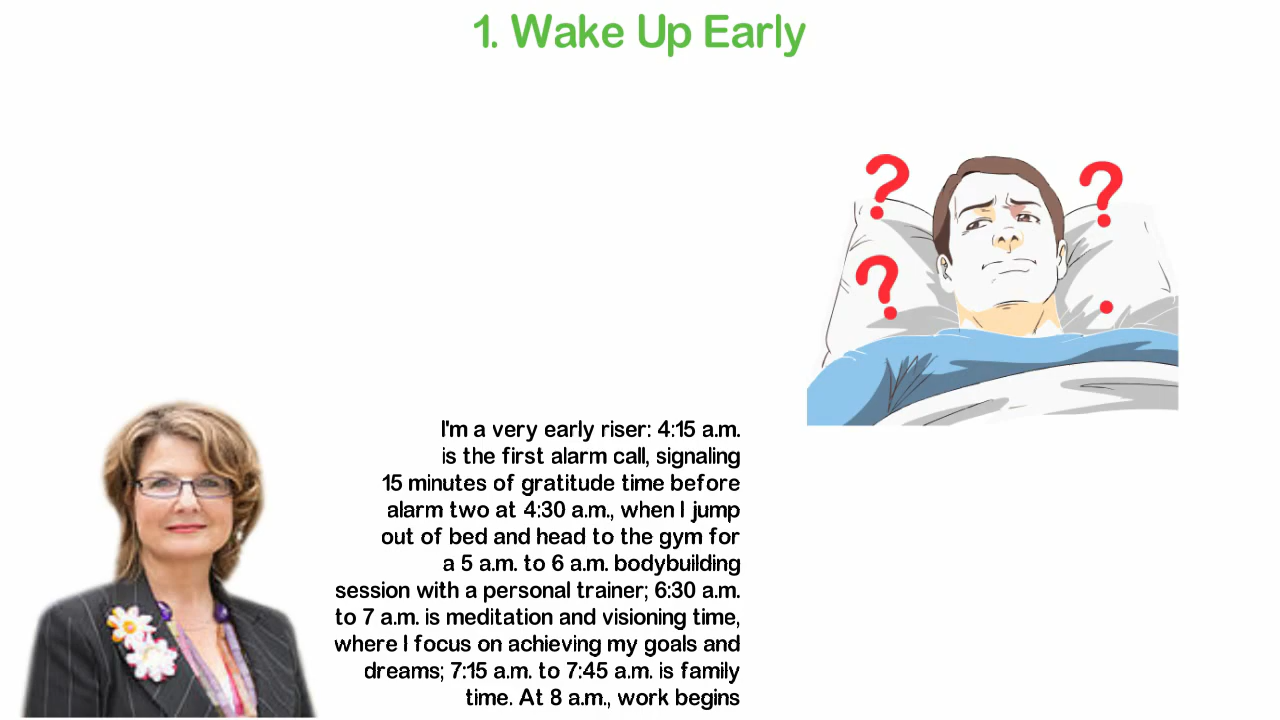 1. Wake Up Early
? ?
?
I'm a very early riser: 4:15 a.m.
is the first alarm call, signaling
15 minutes of gratitude time before
alarm two at 4:30 a.m., when I jump
out of bed and head to the gym for
a 5 a.m. to 6 a.m. bodybuilding
session with a personal trainer; 6:30 a.m.
to 7 a.m. is meditation and visioning time,
where I focus on achieving my goals and
dreams; 7:15 a.m. to 7:45 a.m. is family
time. At 8 a.m., work begins